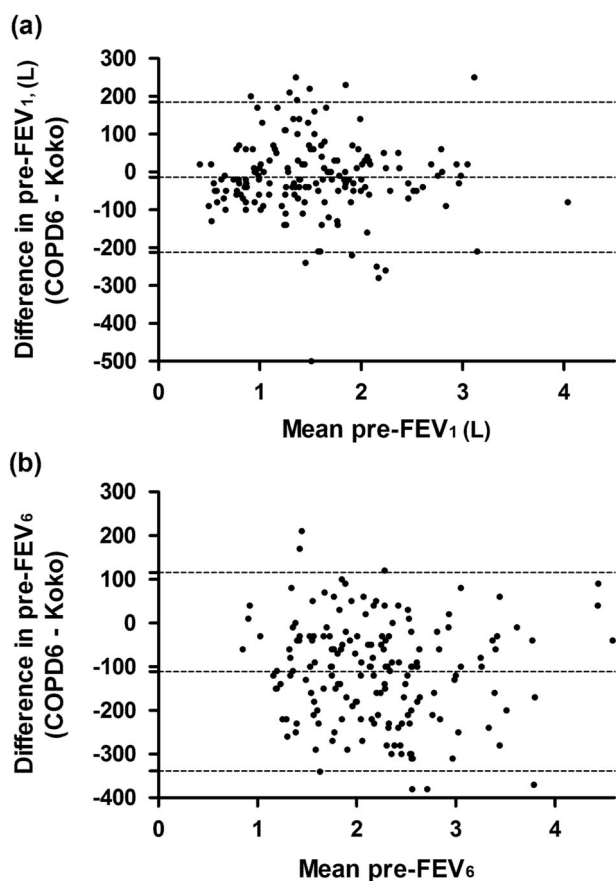 (a)
Difference in pre-FEV₁, (L)
(COPD6 - Koko)
300
200
100
0
-100
-200
-300
-400
-500
0 1 2 3 4
Mean pre-FEV₁ (L)
(b)
Difference in pre-FEV₆
(COPD6 - Koko)
300
200
100
0
-100
-200
-300
-400
0 1 2 3 4
Mean pre-FEV₆